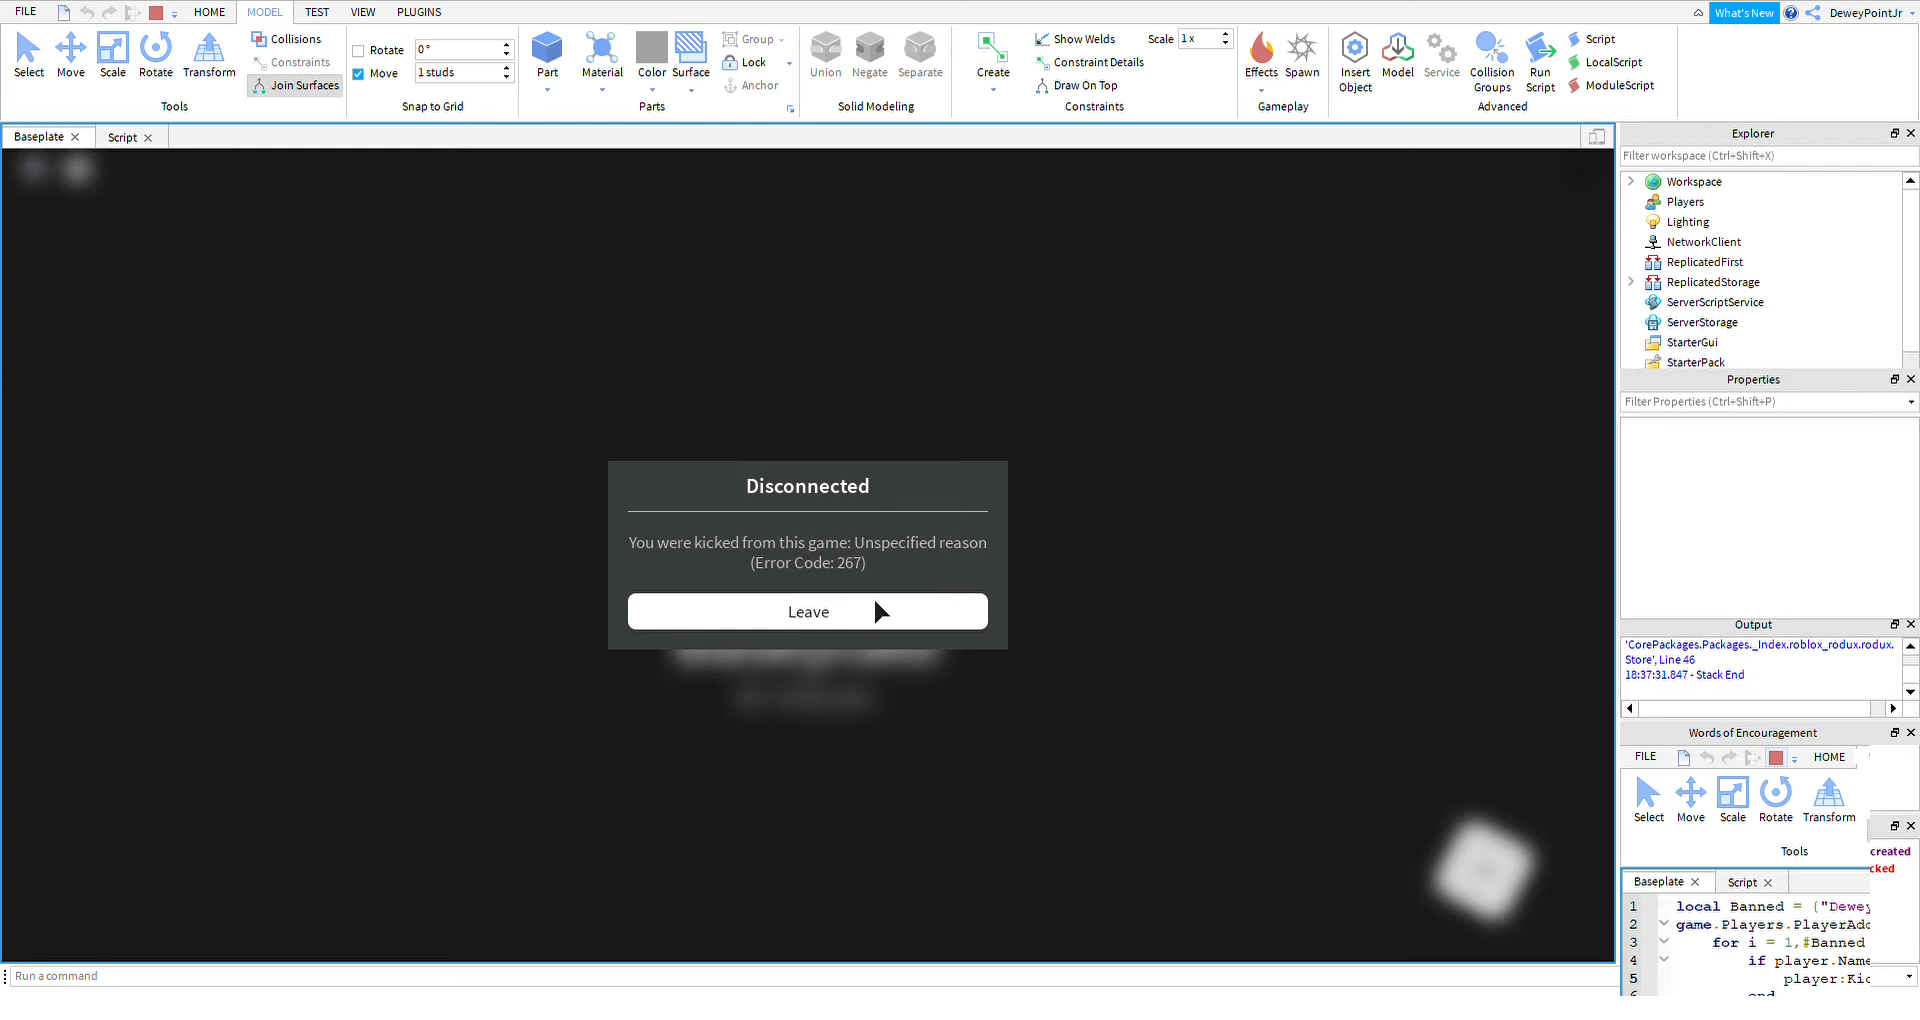 FILE HOME MODEL TEST VIEW PLUGINS What's New DeweyPointJr
Select Move Scale Rotate Transform
Collisions
Constraints
Join Surfaces
Tools
Rotate 0°
Move 1 studs
Snap to Grid
Part Material Color Surface
Group
Lock
Anchor
Parts
Union Negate Separate
Solid Modeling
Create
Show Welds Scale 1x
Constraint Details
Draw On Top
Constraints
Effects Spawn
Gameplay
Insert Object
Model
Service
Collision Groups
Run Script
Script
LocalScript
ModuleScript
Advanced
Baseplate Script
Disconnected
You were kicked from this game: Unspecified reason
(Error Code: 267)
Leave
Run a command
Explorer
Filter workspace (Ctrl+Shift+X)
Workspace
Players
Lighting
NetworkClient
ReplicatedFirst
ReplicatedStorage
ServerScriptService
ServerStorage
StarterGui
StarterPack
Properties
Filter Properties (Ctrl+Shift+P)
Output
'CorePackages.Packages._Index.roblox_rodux.rodux.
Store', Line 46
18:37:31.847 - Stack End
Words of Encouragement
FILE HOME
Select Move Scale Rotate Transform
Tools
created
cked
Baseplate Script
1 local Banned = {"Dewey
2 game.Players.PlayerAdd
3 for i = 1,#Banned
4 if player.Name
5 player:Kic
6 end